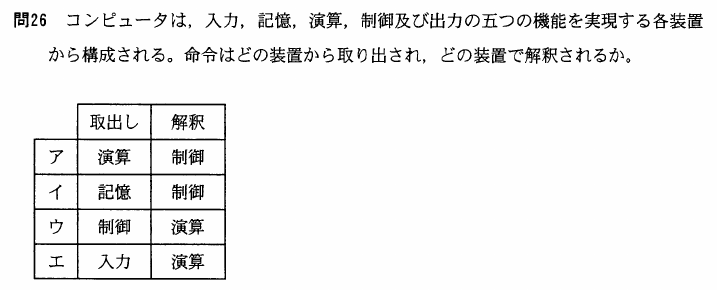 問26 コンピュータは，入力，記憶，演算，制御及び出力の五つの機能を実現する各装置
から構成される。命令はどの装置から取り出され，どの装置で解釈されるか。
取出し 解釈
ア 演算 制御
イ 記憶 制御
ウ 制御 演算
エ 入力 演算